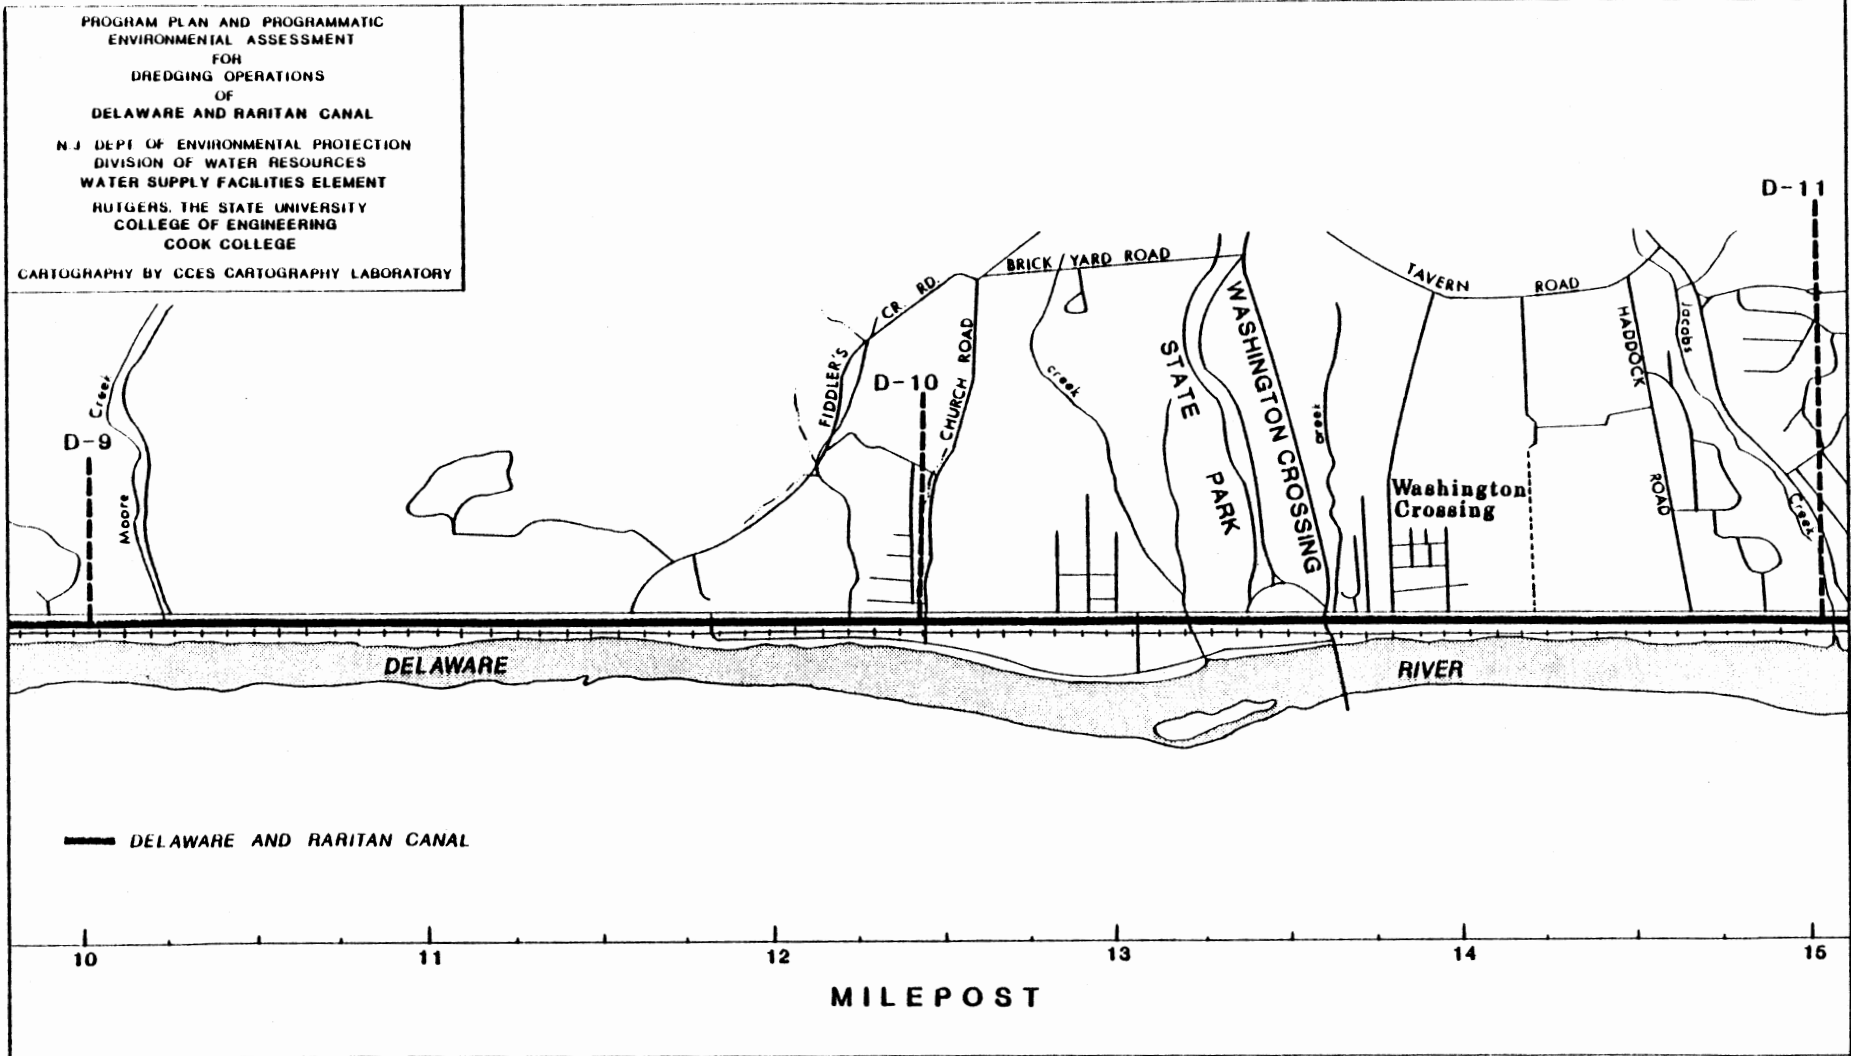 PROGRAM PLAN AND PROGRAMMATIC
ENVIRONMENTAL ASSESSMENT
FOR
DREDGING OPERATIONS
OF
DELAWARE AND RARITAN CANAL
N.J DEPT OF ENVIRONMENTAL PROTECTION
DIVISION OF WATER RESOURCES
WATER SUPPLY FACILITIES ELEMENT
RUTGERS. THE STATE UNIVERSITY
COLLEGE OF ENGINEERING
COOK COLLEGE
CARTOGRAPHY BY CCES CARTOGRAPHY LABORATORY
D-9
Moore Creek
FIDDLER'S CR. RD.
D-10
CHURCH ROAD
BRICK YARD ROAD
creek
STATE PARK
WASHINGTON CROSSING
creek
TAVERN ROAD
Washington
Crossing
HADDOCK ROAD
Jacobs Creek
D-11
DELAWARE RIVER
DELAWARE AND RARITAN CANAL
10 11 12 13 14 15
MILEPOST